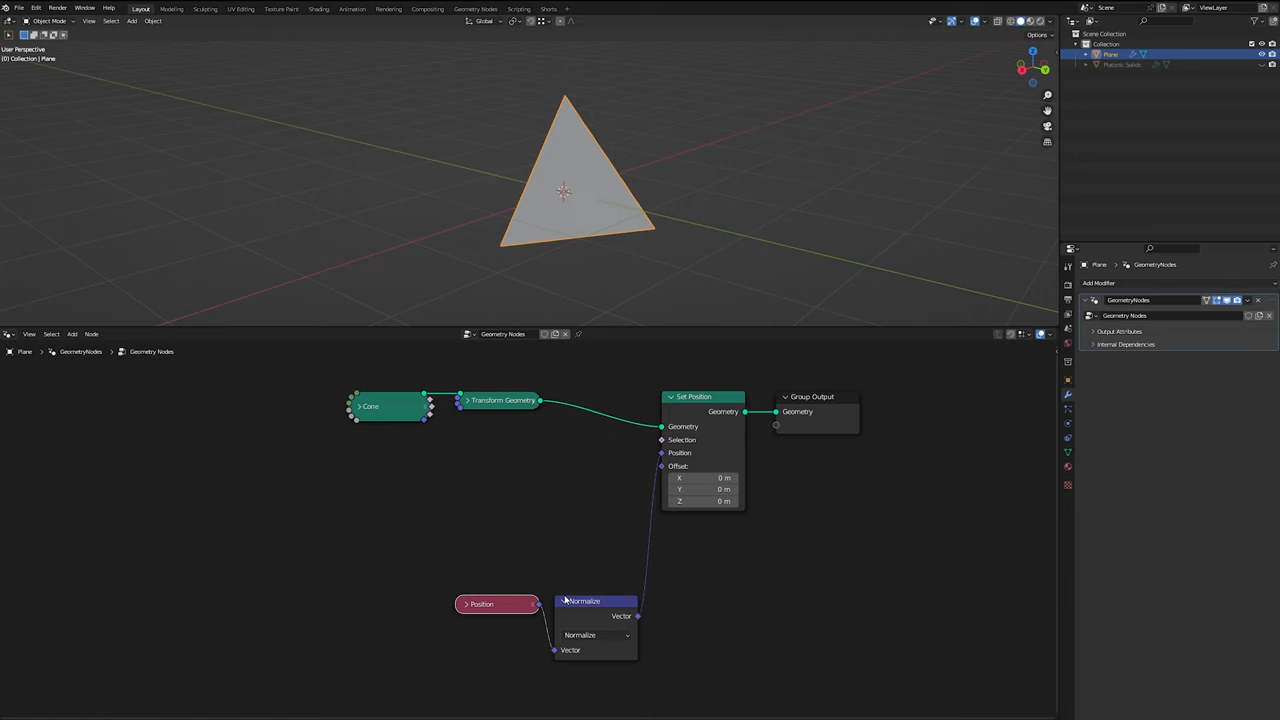 File Edit Render Window Help Layout Modeling Sculpting UV Editing Texture Paint Shading Animation Rendering Compositing Geometry Nodes Scripting Shorts Scene ViewLayer
Object Mode View Select Add Object Global
Options
User Perspective
(0) Collection | Plane
Z
X Y
Scene Collection
Collection
Plane
Platonic Solids
Plane GeometryNodes
Add Modifier
GeometryNodes
Geometry Nodes
Output Attributes
Internal Dependencies
View Select Add Node Geometry Nodes
Plane GeometryNodes Geometry Nodes
Cone
Transform Geometry
Set Position
Geometry
Geometry
Selection
Position
Offset:
X 0 m
Y 0 m
Z 0 m
Group Output
Geometry
Position
Normalize
Vector
Normalize
Vector